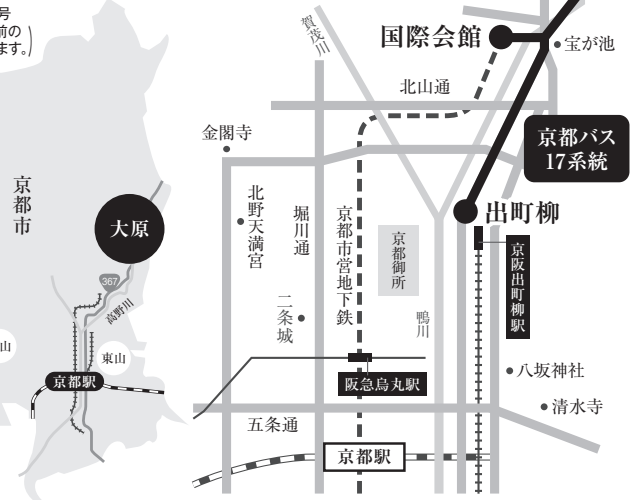 号
前の
ます。)
京都市
大原
367
高野川
山
東山
京都駅
賀茂川
国際会館
宝が池
北山通
金閣寺
京都バス
17系統
出町柳
北野天満宮
堀川通
京都市営地下鉄
京都御所
京阪出町柳駅
二条城
鴨川
阪急烏丸駅
八坂神社
清水寺
五条通
京都駅